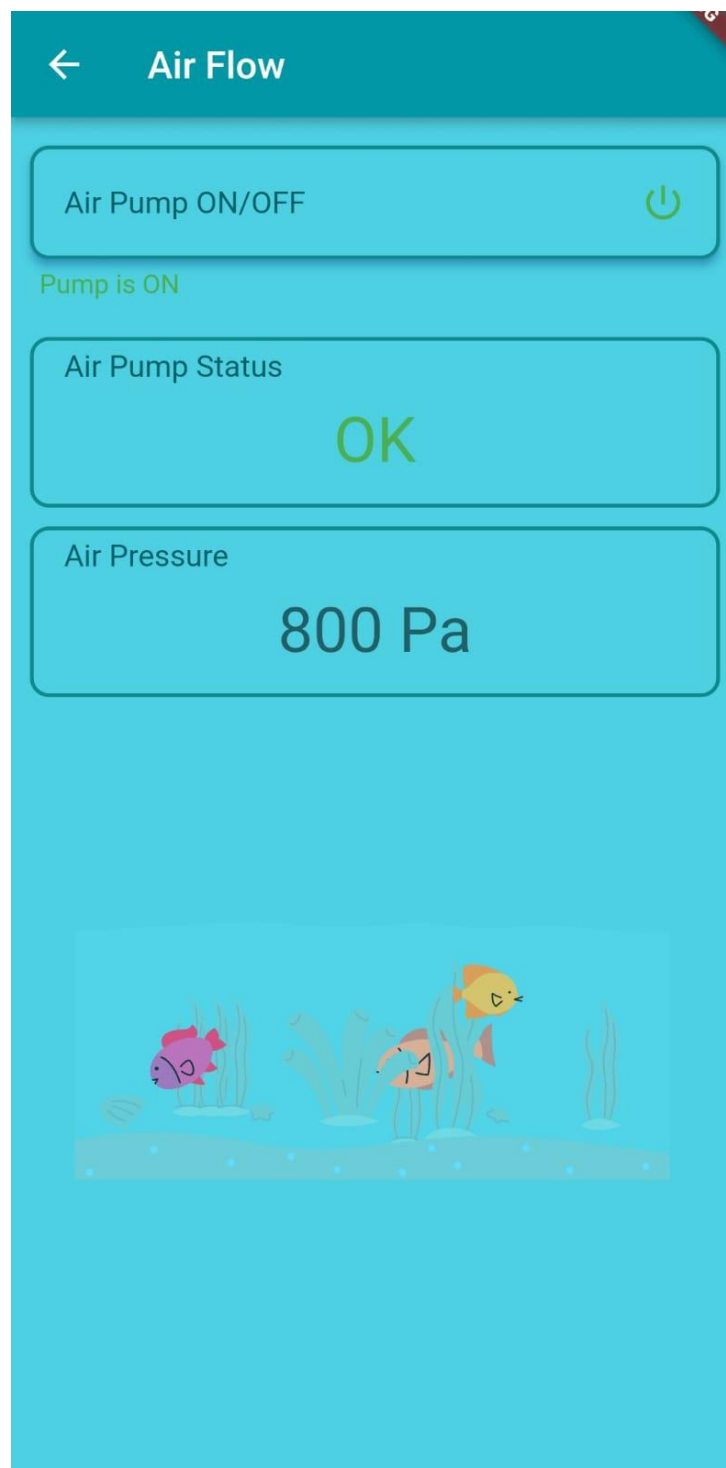 Air Flow
Air Pump ON/OFF
Pump is ON
Air Pump Status
OK
Air Pressure
800 Pa